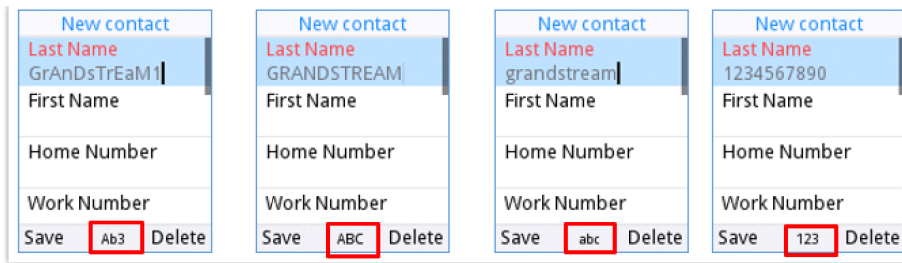 New contact
Last Name
GrAnDsTrEaM1
First Name
Home Number
Work Number
Save Ab3 Delete
New contact
Last Name
GRANDSTREAM
First Name
Home Number
Work Number
Save ABC Delete
New contact
Last Name
grandstream
First Name
Home Number
Work Number
Save abc Delete
New contact
Last Name
1234567890
First Name
Home Number
Work Number
Save 123 Delete